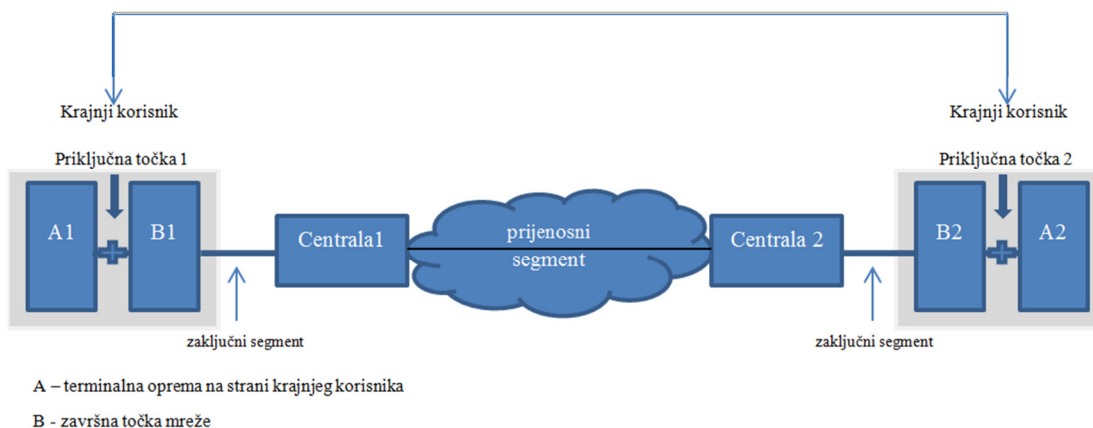 Krajnji korisnik
Krajnji korisnik
Priključna točka 1
Priključna točka 2
A1
B1
Centrala1
prijenosni
segment
Centrala 2
B2
A2
zaključni segment
zaključni segment
A – terminalna oprema na strani krajnjeg korisnika
B - završna točka mreže